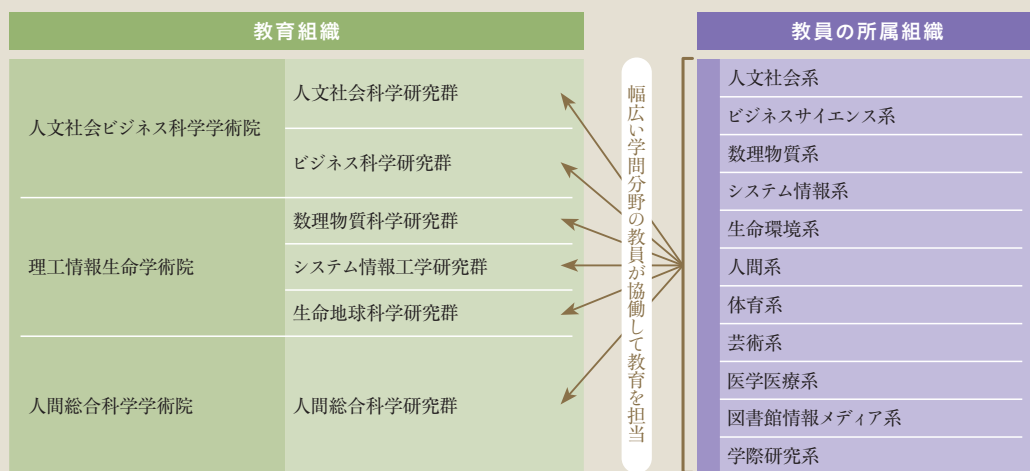 教育組織
人文社会ビジネス科学学術院
人文社会科学研究群
ビジネス科学研究群
理工情報生命学術院
数理物質科学研究群
システム情報工学研究群
生命地球科学研究群
人間総合科学学術院
人間総合科学研究群
幅広い学問分野の教員が協働して教育を担当
教員の所属組織
人文社会系
ビジネスサイエンス系
数理物質系
システム情報系
生命環境系
人間系
体育系
芸術系
医学医療系
図書館情報メディア系
学際研究系